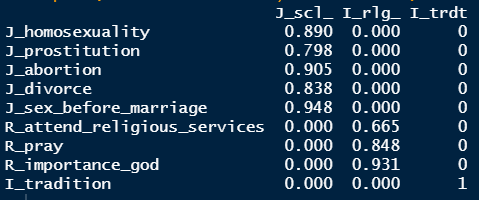 J_scl_ I_rlg_ I_trdt
J_homosexuality 0.890 0.000 0
J_prostitution 0.798 0.000 0
J_abortion 0.905 0.000 0
J_divorce 0.838 0.000 0
J_sex_before_marriage 0.948 0.000 0
R_attend_religious_services 0.000 0.665 0
R_pray 0.000 0.848 0
R_importance_god 0.000 0.931 0
I_tradition 0.000 0.000 1